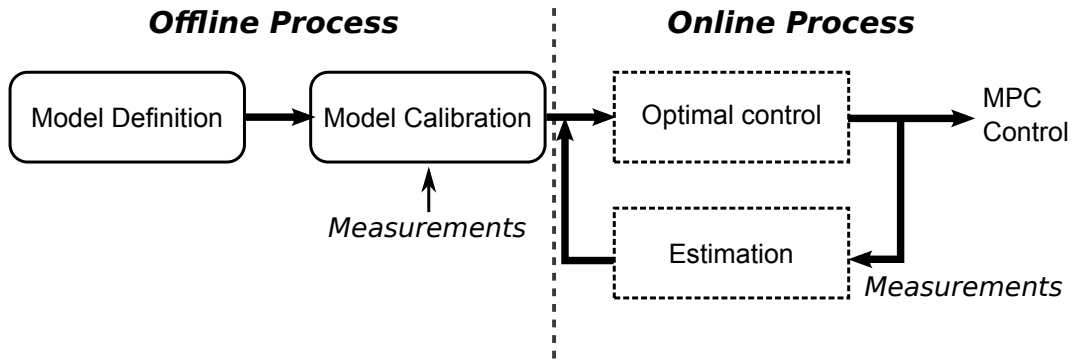 Offline Process
Online Process
Model Definition
Model Calibration
Optimal control
MPC
Control
Measurements
Estimation
Measurements